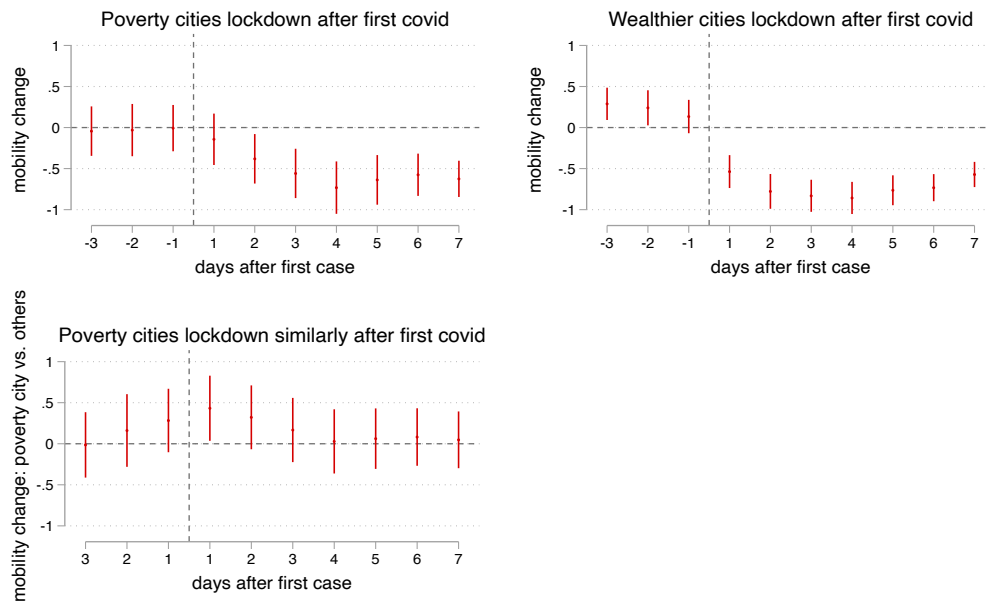 Poverty cities lockdown after first covid
mobility change
1
.5
0
-.5
-1
-3 -2 -1 1 2 3 4 5 6 7
days after first case
Wealthier cities lockdown after first covid
mobility change
1
.5
0
-.5
-1
-3 -2 -1 1 2 3 4 5 6 7
days after first case
Poverty cities lockdown similarly after first covid
mobility change: poverty city vs. others
1
.5
0
-.5
-1
3 2 1 1 2 3 4 5 6 7
days after first case